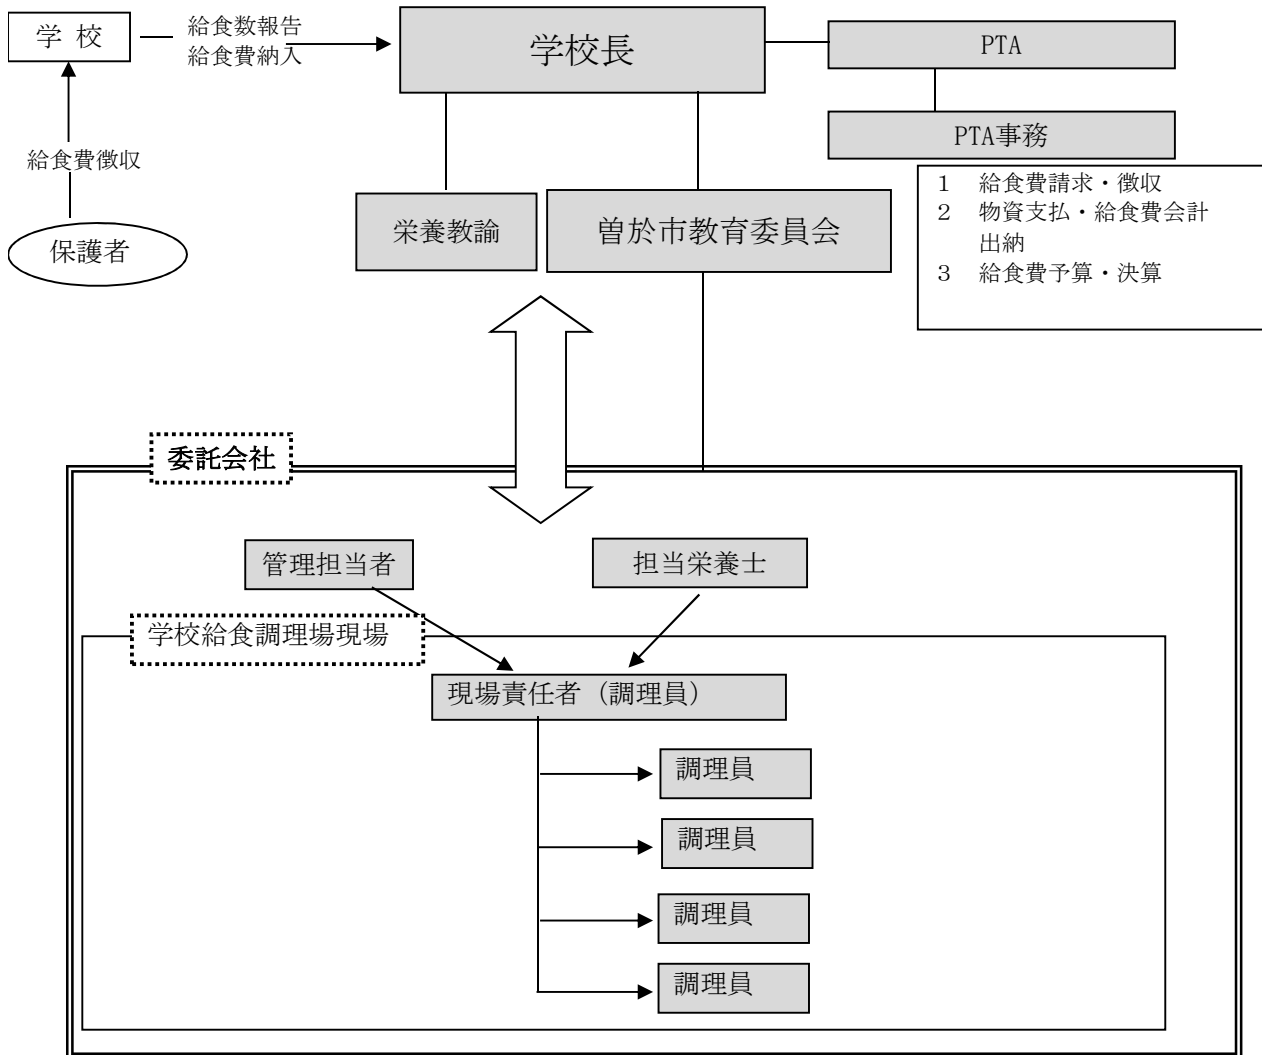 学 校
給食数報告
給食費納入
学校長
PTA
PTA事務
給食費徴収
保護者
栄養教諭
曽於市教育委員会
1 給食費請求・徴収
2 物資支払・給食費会計
出納
3 給食費予算・決算
委託会社
管理担当者
担当栄養士
学校給食調理場現場
現場責任者（調理員）
調理員
調理員
調理員
調理員